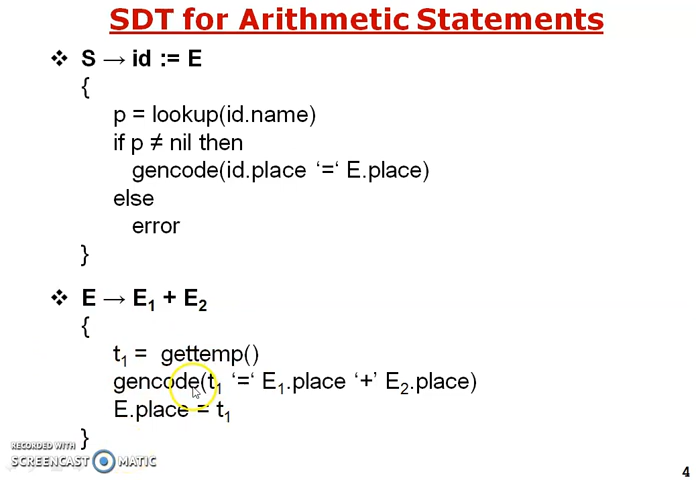 SDT for Arithmetic Statements
❖ S → id := E
{
p = lookup(id.name)
if p ≠ nil then
gencode(id.place ‘=‘ E.place)
else
error
}
❖ E → E₁ + E₂
{
t₁ = gettemp()
gencode(t₁ ‘=‘ E₁.place ‘+’ E₂.place)
E.place = t₁
}
RECORDED WITH
SCREENCAST MATIC
4